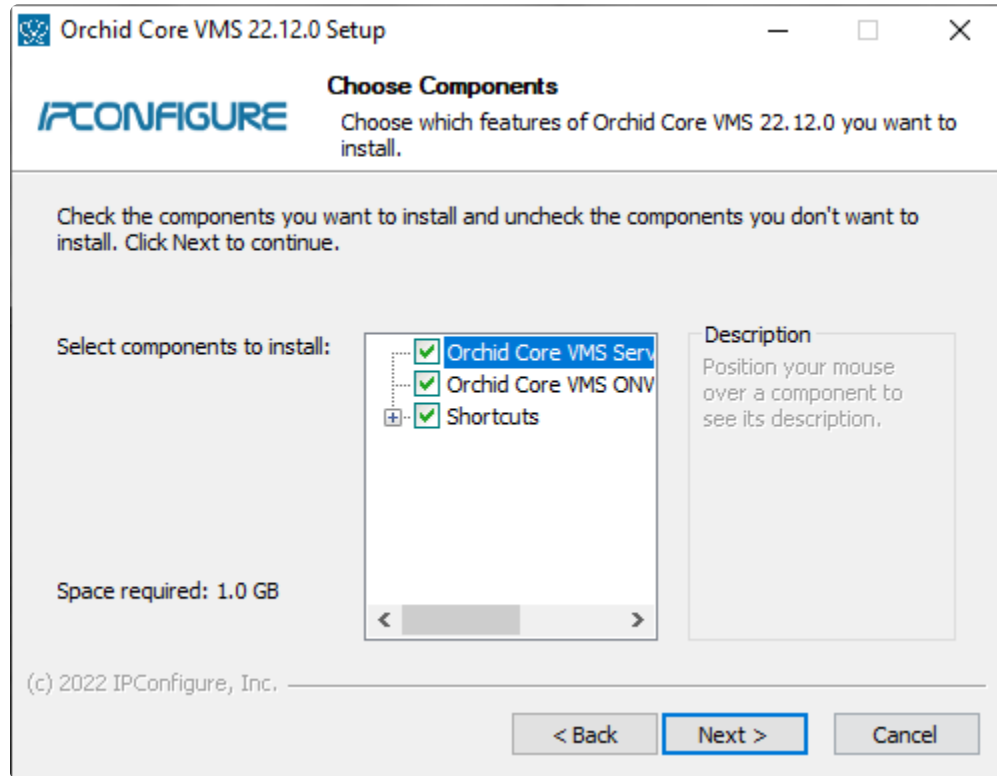 Orchid Core VMS 22.12.0 Setup
IPCONFIGURE
Choose Components
Choose which features of Orchid Core VMS 22.12.0 you want to
install.
Check the components you want to install and uncheck the components you don't want to
install. Click Next to continue.
Select components to install:
Orchid Core VMS Serv
Orchid Core VMS ONV
Shortcuts
Description
Position your mouse
over a component to
see its description.
Space required: 1.0 GB
(c) 2022 IPConfigure, Inc.
< Back
Next >
Cancel